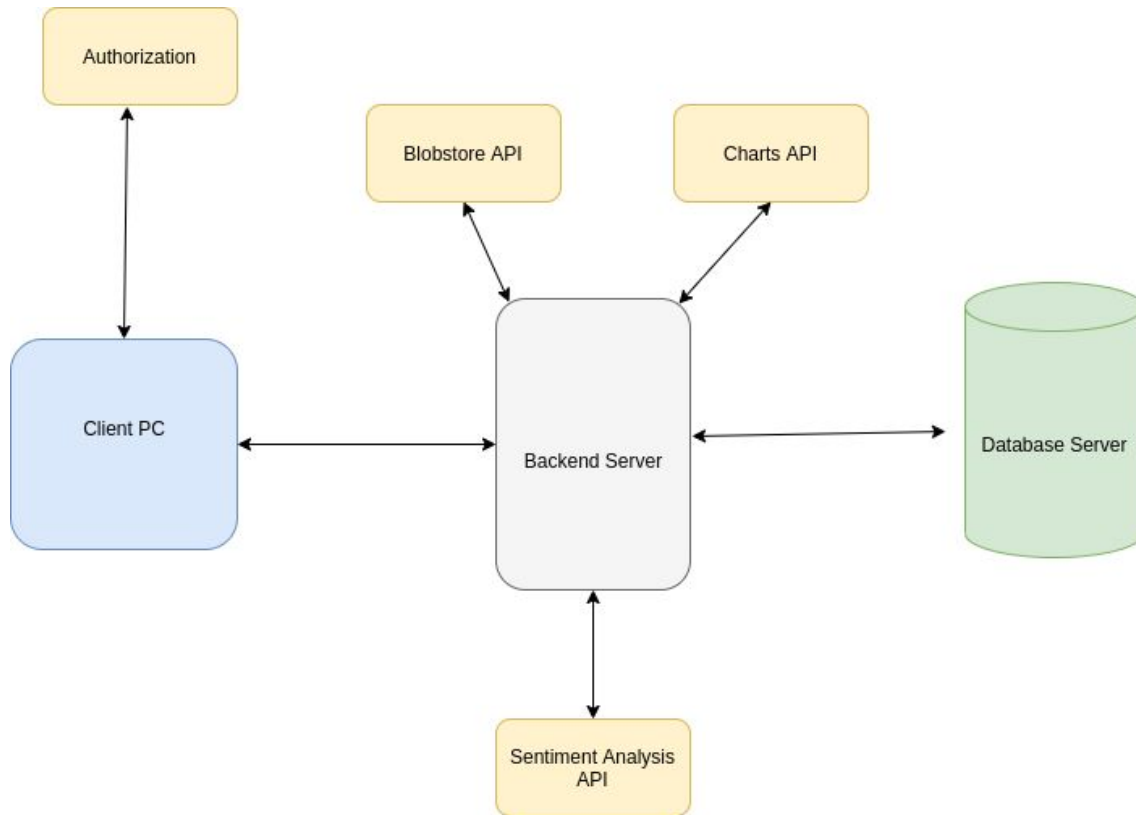 Authorization
Blobstore API
Charts API
Client PC
Backend Server
Database Server
Sentiment Analysis
API